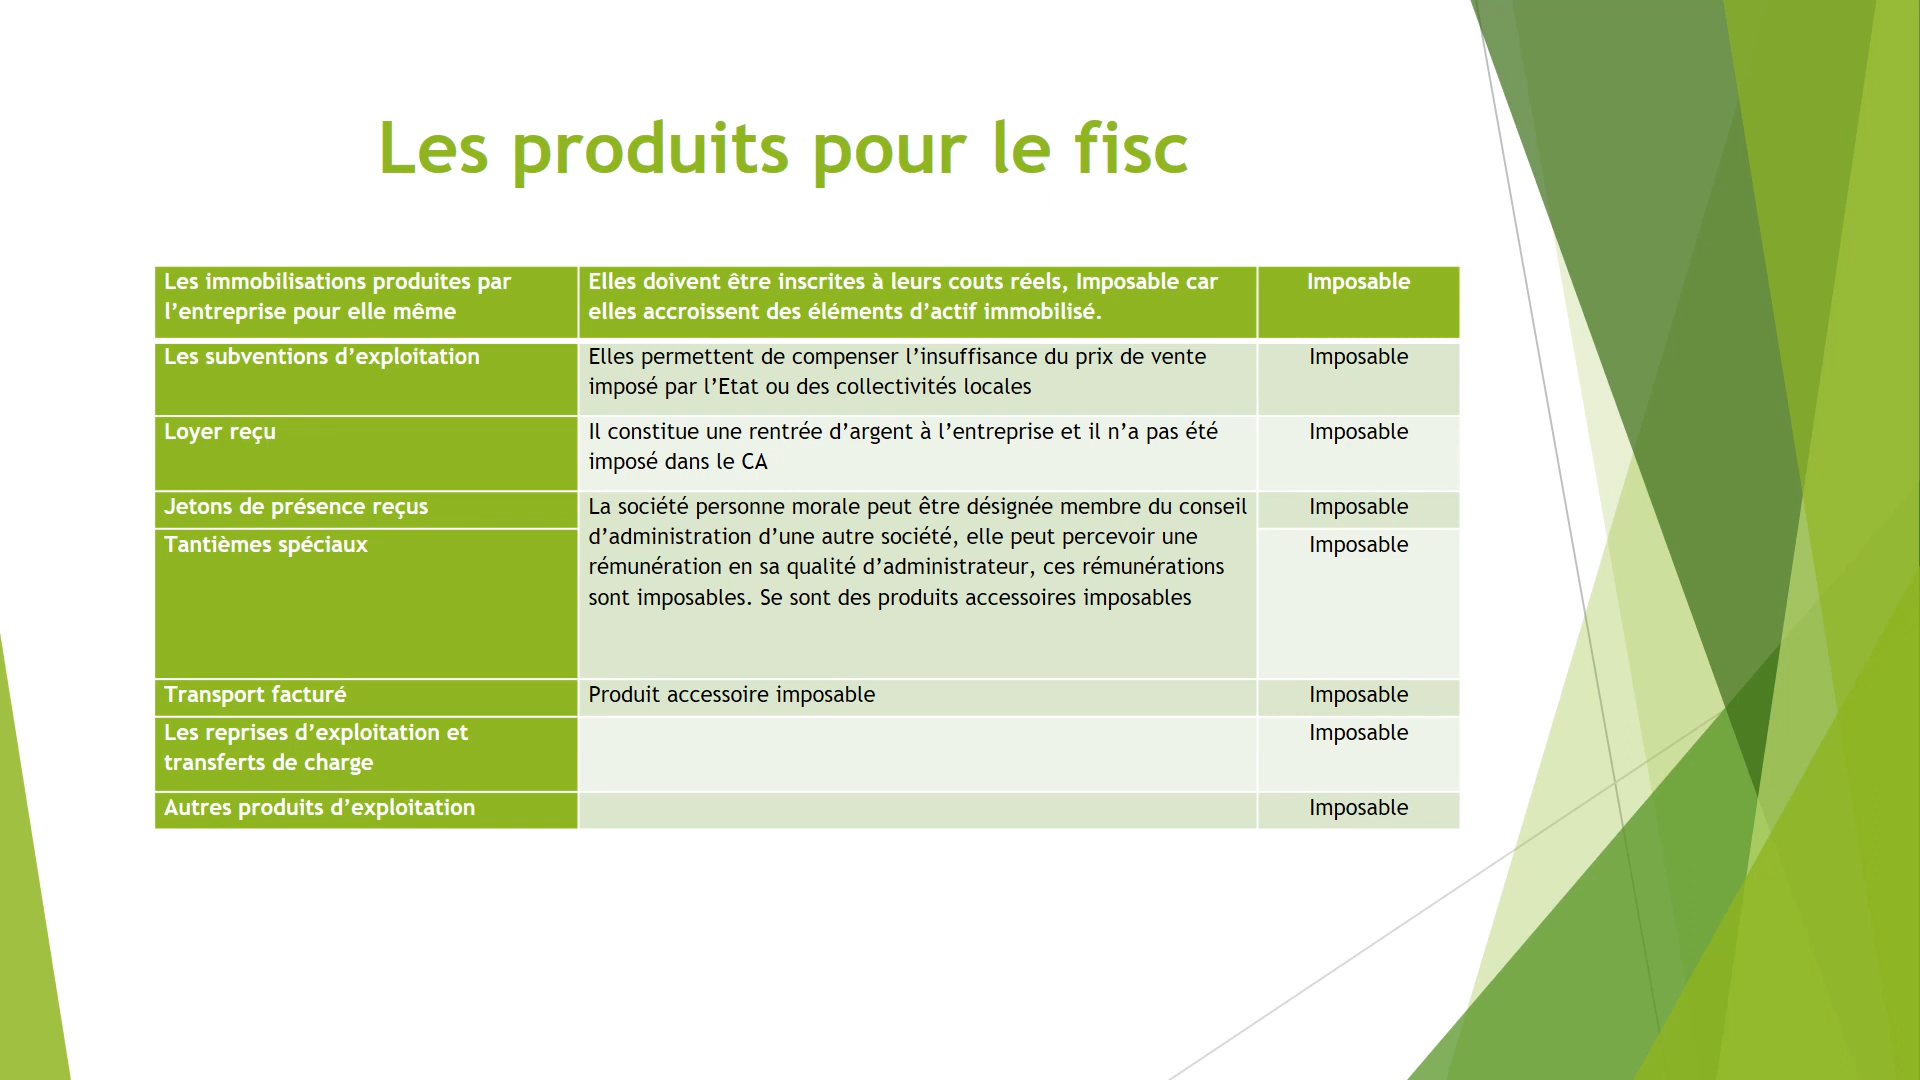 Les produits pour le fisc
Les immobilisations produites par
l’entreprise pour elle même
Elles doivent être inscrites à leurs couts réels, Imposable car
elles accroissent des éléments d’actif immobilisé.
Imposable
Les subventions d’exploitation
Elles permettent de compenser l’insuffisance du prix de vente
imposé par l’Etat ou des collectivités locales
Imposable
Loyer reçu
Il constitue une rentrée d’argent à l’entreprise et il n’a pas été
imposé dans le CA
Imposable
Jetons de présence reçus
La société personne morale peut être désignée membre du conseil
d’administration d’une autre société, elle peut percevoir une
rémunération en sa qualité d’administrateur, ces rémunérations
sont imposables. Se sont des produits accessoires imposables
Imposable
Tantièmes spéciaux
Imposable
Transport facturé
Produit accessoire imposable
Imposable
Les reprises d’exploitation et
transferts de charge
Imposable
Autres produits d’exploitation
Imposable